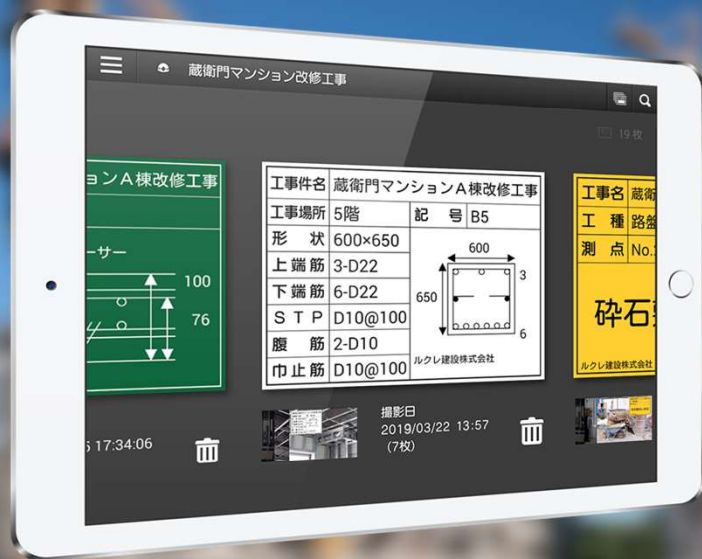 蔵衛門マンション改修工事
19枚
ョンA棟改修工事
ーサー
100
76
5 17:34:06
工事件名 蔵衛門マンションA棟改修工事
工事場所 5階 記 号 B5
形 状 600×650
上端筋 3-D22
下端筋 6-D22
STP D10@100
腹 筋 2-D10
巾止筋 D10@100
600
650
3
6
ルクレ建設株式会社
撮影日
2019/03/22 13:57
(7枚)
工事名 蔵衛
工 種 路盤
測 点 No.
砕石
ルクレ建設株式会社